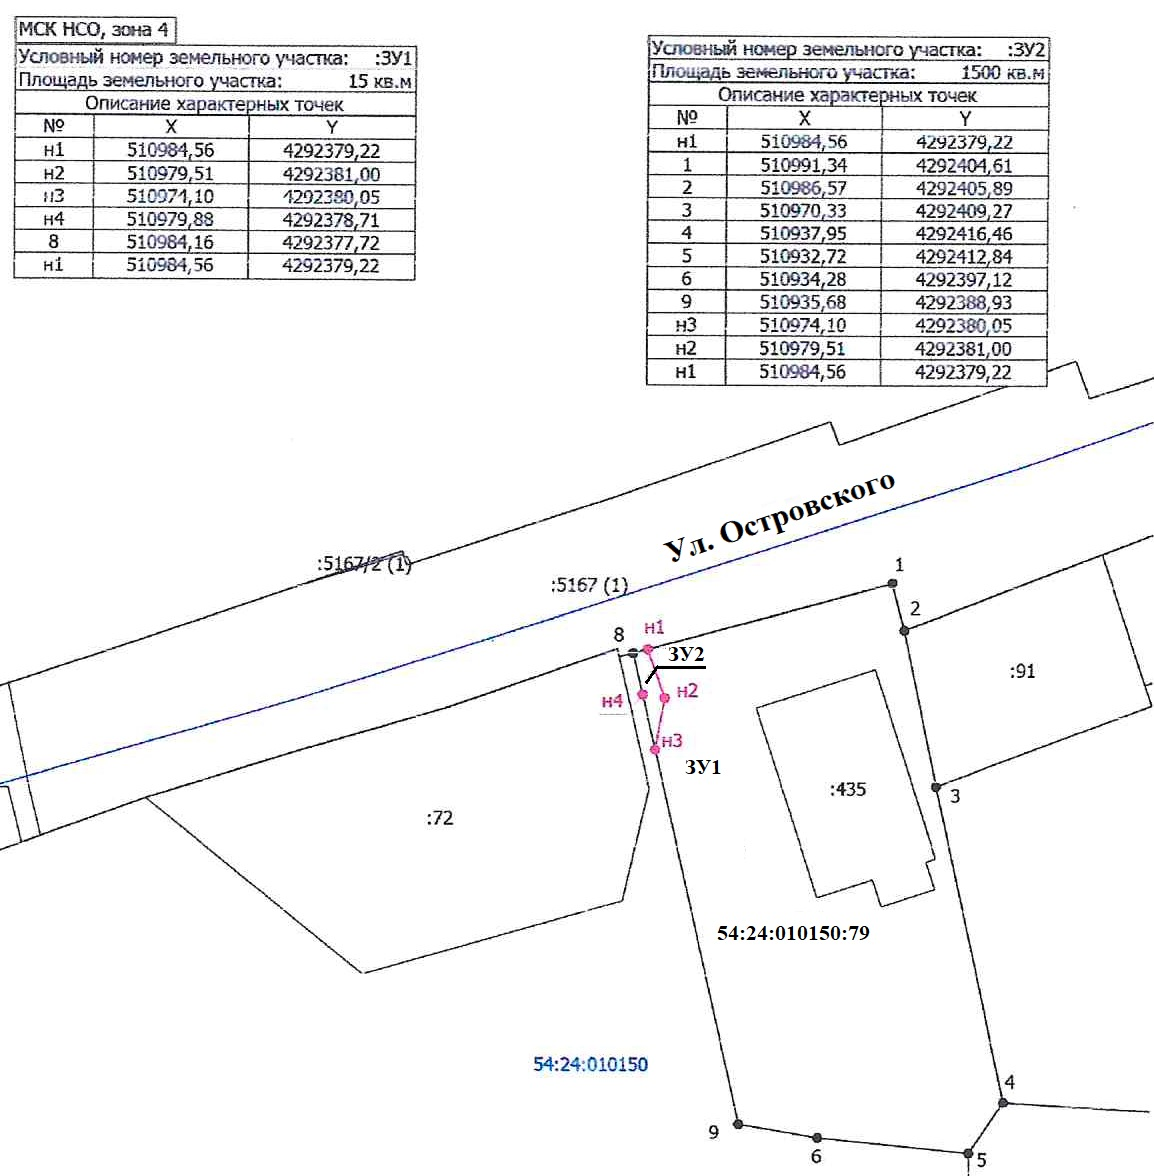 МСК НСО, зона 4
Условный номер земельного участка: :ЗУ1
Площадь земельного участка: 15 кв.м
Описание характерных точек
№ X Y
н1 510984,56 4292379,22
н2 510979,51 4292381,00
н3 510974,10 4292380,05
н4 510979,88 4292378,71
8 510984,16 4292377,72
н1 510984,56 4292379,22
Условный номер земельного участка: :ЗУ2
Площадь земельного участка: 1500 кв.м
Описание характерных точек
№ X Y
н1 510984,56 4292379,22
1 510991,34 4292404,61
2 510986,57 4292405,89
3 510970,33 4292409,27
4 510937,95 4292416,46
5 510932,72 4292412,84
6 510934,28 4292397,12
9 510935,68 4292388,93
н3 510974,10 4292380,05
н2 510979,51 4292381,00
н1 510984,56 4292379,22
Ул. Островского
:5167/2 (1)
:5167 (1)
1
2
8
н1
ЗУ2
:91
н4
н2
н3
ЗУ1
:435
3
:72
54:24:010150:79
54:24:010150
4
9
6
5